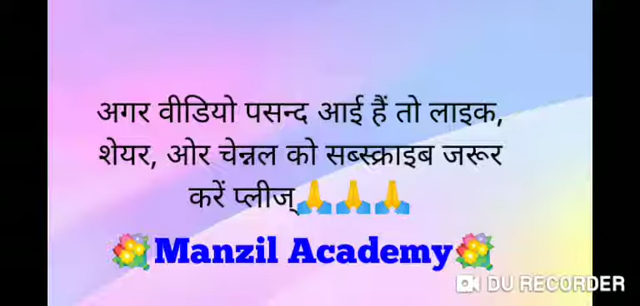 अगर वीडियो पसन्द आई हैं तो लाइक,
शेयर, ओर चेन्नल को सब्स्क्राइब जरूर
करें प्लीज्🙏🙏🙏
💐Manzil Academy💐
DU RECORDER